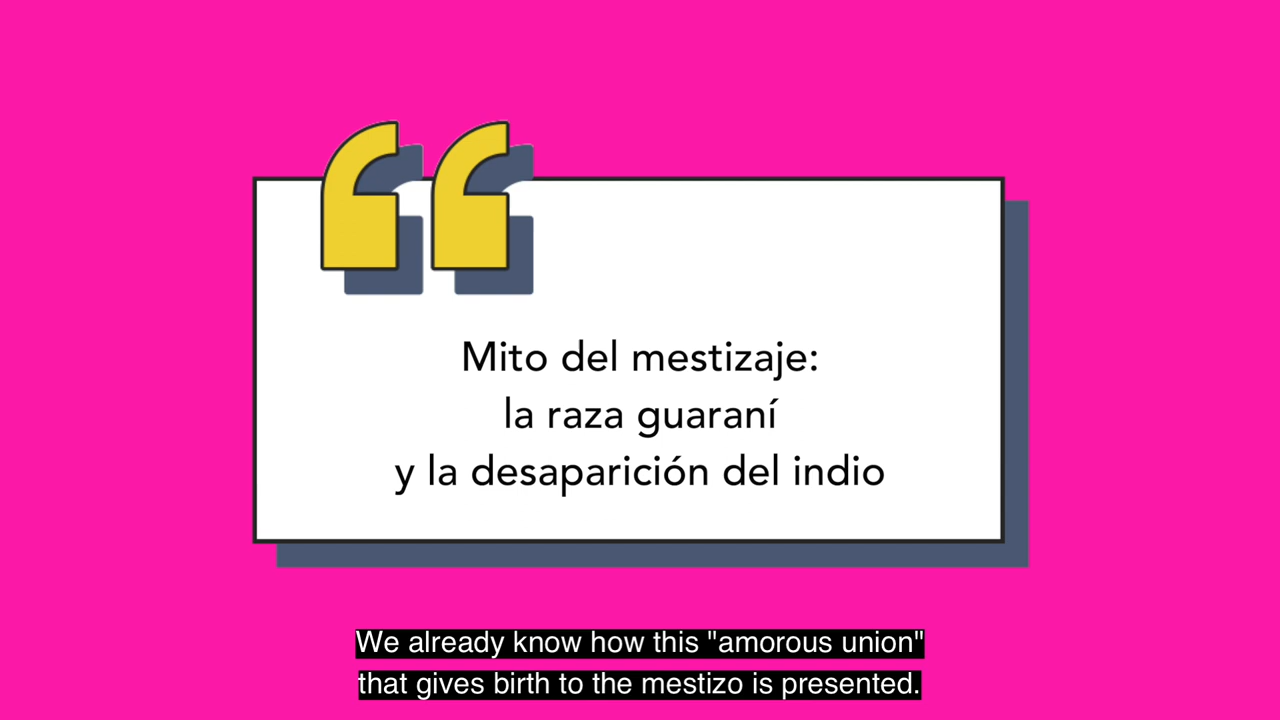 Mito del mestizaje:
la raza guaraní
y la desaparición del indio
We already know how this "amorous union"
that gives birth to the mestizo is presented.